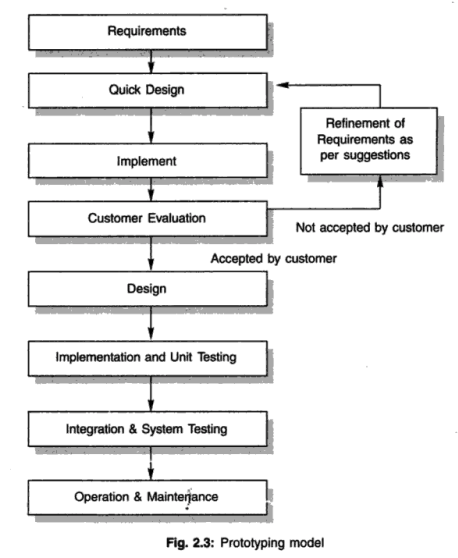 Requirements
Quick Design
Refinement of
Requirements as
per suggestions
Implement
Customer Evaluation
Not accepted by customer
Accepted by customer
Design
Implementation and Unit Testing
Integration & System Testing
Operation & Maintenance
Fig. 2.3: Prototyping model